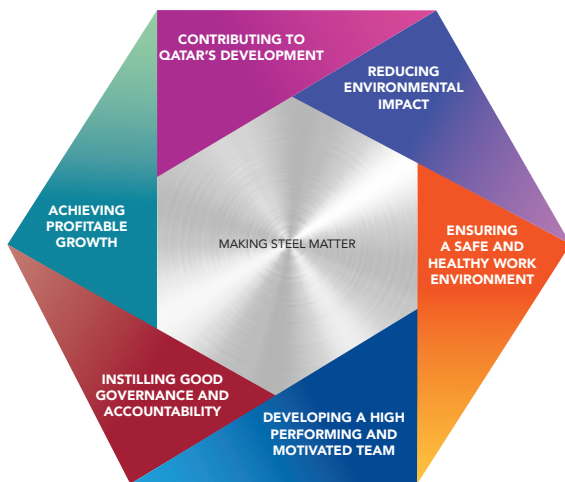 CONTRIBUTING TO
QATAR'S DEVELOPMENT
REDUCING
ENVIRONMENTAL
IMPACT
ACHIEVING
PROFITABLE
GROWTH
MAKING STEEL MATTER
ENSURING
A SAFE AND
HEALTHY WORK
ENVIRONMENT
INSTILLING GOOD
GOVERNANCE AND
ACCOUNTABILITY
DEVELOPING A HIGH
PERFORMING AND
MOTIVATED TEAM